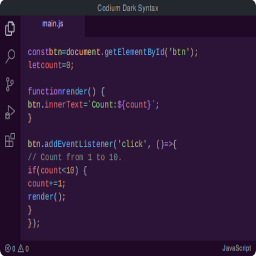 Codium Dark Syntax
main.js
constbtn=document.getElementById('btn');
letcount=0;
functionrender() {
btn.innerText=`Count:${count}`;
}
btn.addEventListener('click', ()=>{
// Count from 1 to 10.
if(count<10) {
count+=1;
render();
}
});
0 0
JavaScript